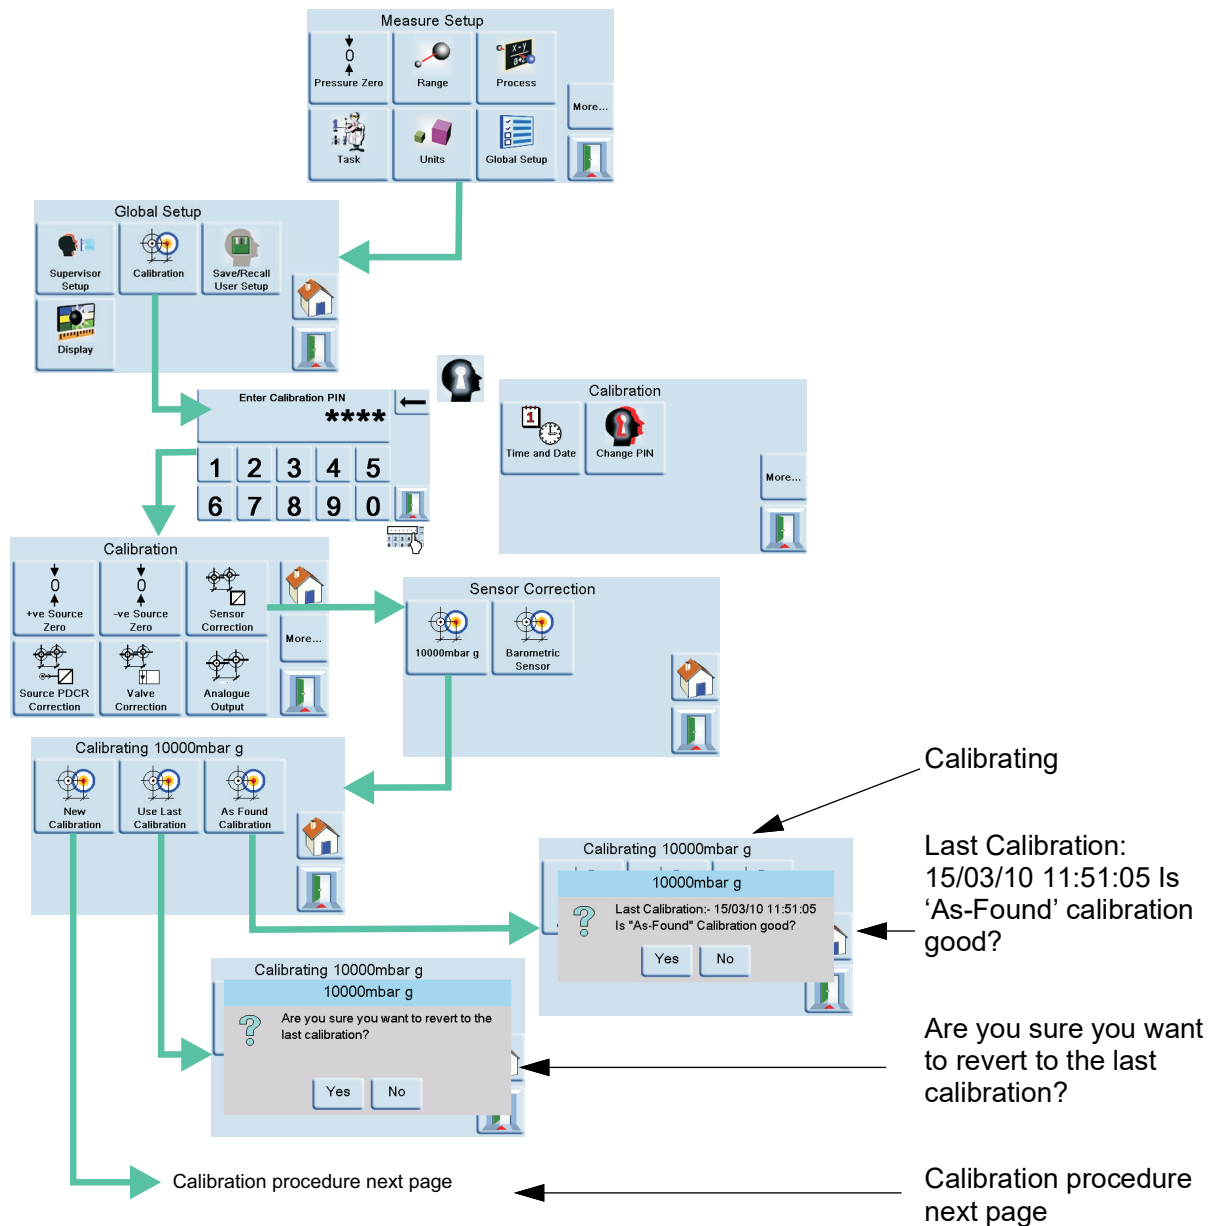 Measure Setup
0
Pressure Zero
Range
x-y
Process
More...
Task
Units
Global Setup
Global Setup
Supervisor
Setup
Calibration
Save/Recall
User Setup
Display
Enter Calibration PIN
****
1 2 3 4 5
6 7 8 9 0
Calibration
1
Time and Date
Change PIN
More...
Calibration
0
+ve Source
Zero
0
-ve Source
Zero
Sensor
Correction
More...
Source PDCR
Correction
Valve
Correction
Analogue
Output
Sensor Correction
10000mbar g
Barometric
Sensor
Calibrating 10000mbar g
New
Calibration
Use Last
Calibration
As Found
Calibration
Calibrating 10000mbar g
10000mbar g
Last Calibration:- 15/03/10 11:51:05
Is "As-Found" Calibration good?
Yes No
Calibrating 10000mbar g
10000mbar g
Are you sure you want to revert to the
last calibration?
Yes No
Calibration procedure next page
Calibrating
Last Calibration:
15/03/10 11:51:05 Is
‘As-Found’ calibration
good?
Are you sure you want
to revert to the last
calibration?
Calibration procedure
next page